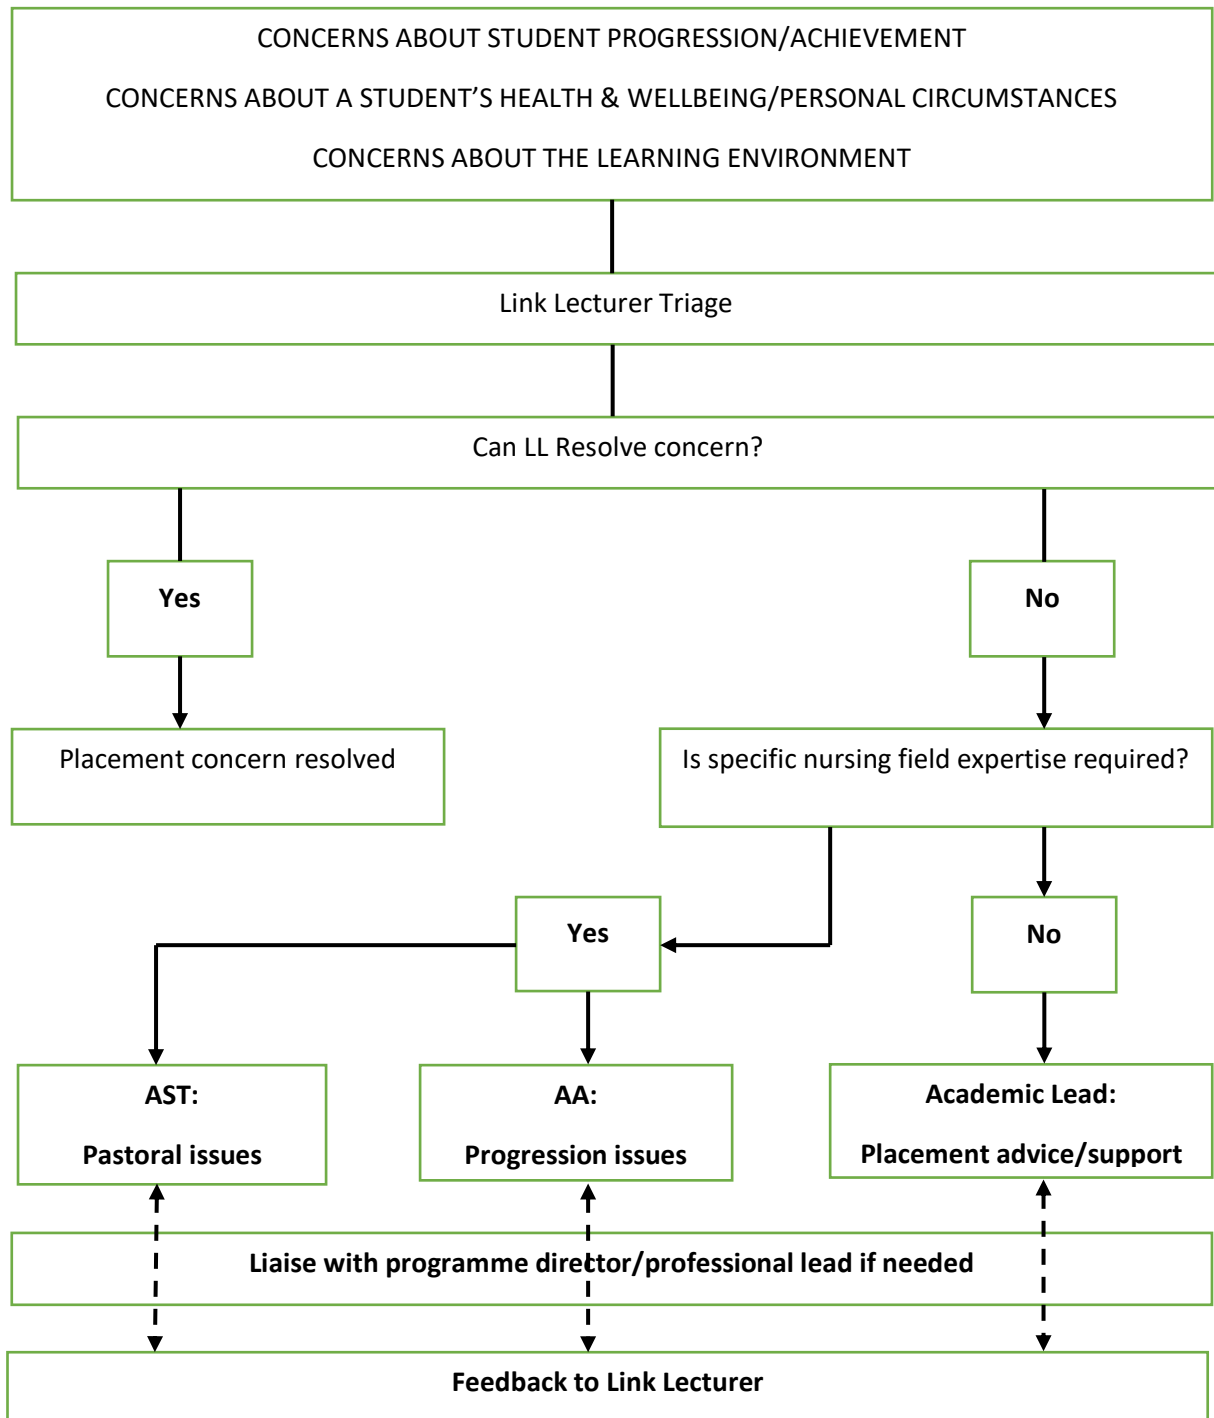 CONCERNS ABOUT STUDENT PROGRESSION/ACHIEVEMENT
CONCERNS ABOUT A STUDENT’S HEALTH & WELLBEING/PERSONAL CIRCUMSTANCES
CONCERNS ABOUT THE LEARNING ENVIRONMENT
Link Lecturer Triage
Can LL Resolve concern?
Yes
No
Placement concern resolved
Is specific nursing field expertise required?
Yes
No
AST:
Pastoral issues
AA:
Progression issues
Academic Lead:
Placement advice/support
Liaise with programme director/professional lead if needed
Feedback to Link Lecturer